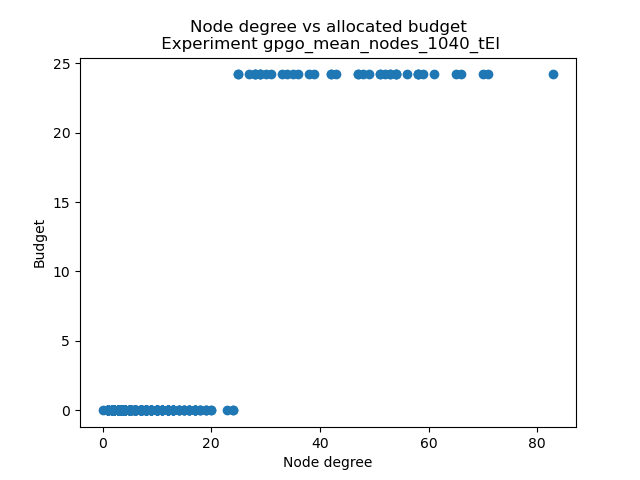 Node degree vs allocated budget
Experiment gpgo_mean_nodes_1040_tEI
25
20
15
10
5
0
Budget
0 20 40 60 80
Node degree